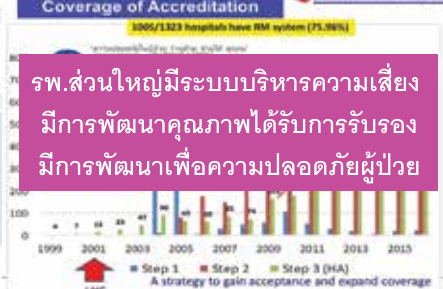 Coverage of Accreditation
1005/1323 hospitals have RM system (75.96%)
รพ.ส่วนใหญ่มีระบบบริหารความเสี่ยง
มีการพัฒนาคุณภาพได้รับการรับรอง
มีการพัฒนาเพื่อความปลอดภัยผู้ป่วย
200
100
0
1999 2001 2003 2005 2007 2009 2011 2013 2015
Step 1 Step 2 Step 3 (HA)
A strategy to gain acceptance and expand coverage